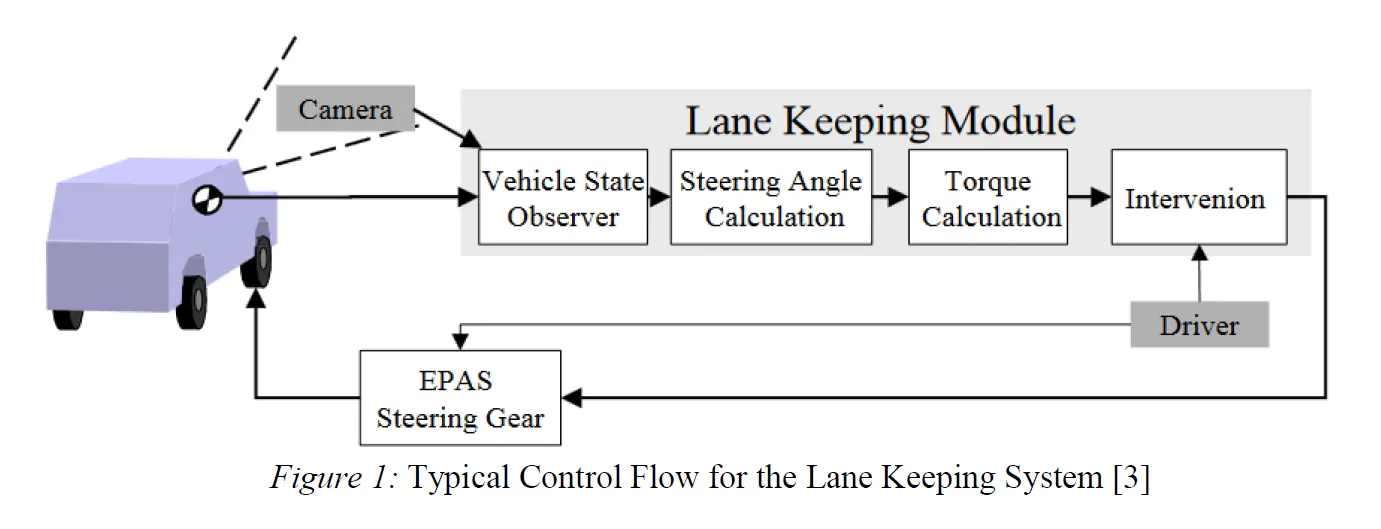 Camera
Lane Keeping Module
Vehicle State
Observer
Steering Angle
Calculation
Torque
Calculation
Intervenion
Driver
EPAS
Steering Gear
Figure 1: Typical Control Flow for the Lane Keeping System [3]